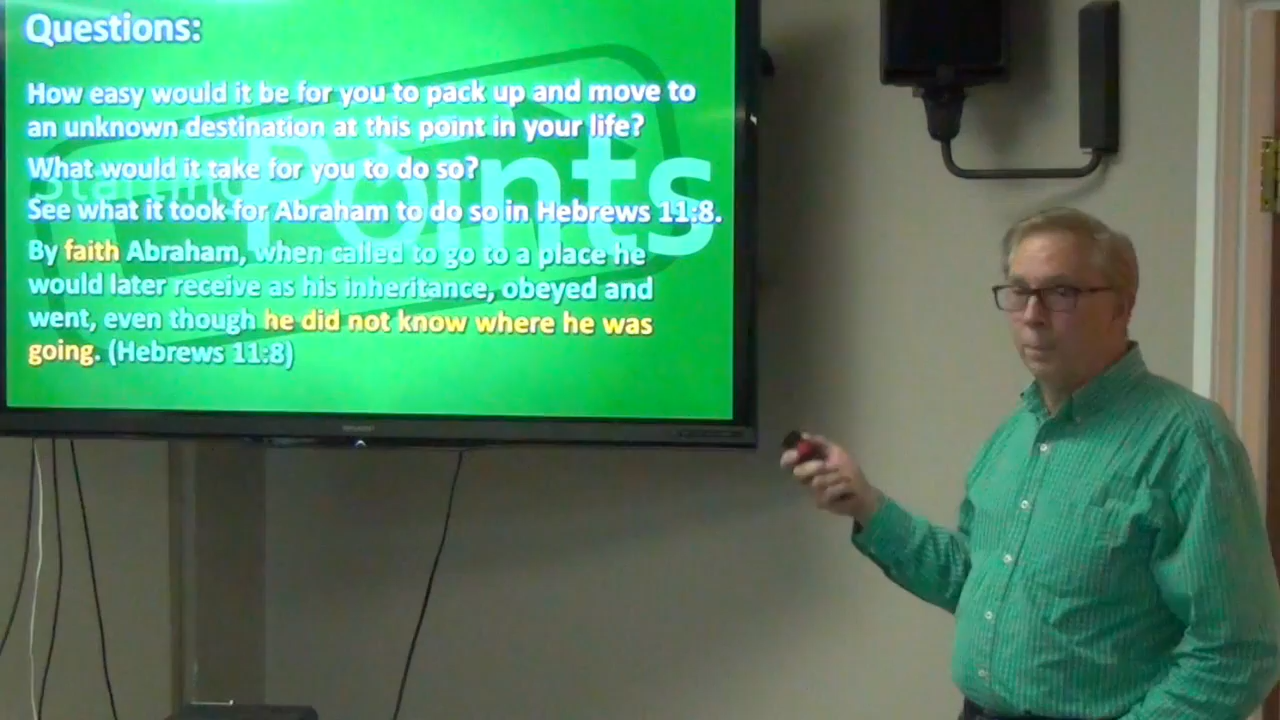 Questions:
How easy would it be for you to pack up and move to
an unknown destination at this point in your life?
What would it take for you to do so?
See what it took for Abraham to do so in Hebrews 11:8.
By faith Abraham, when called to go to a place he
would later receive as his inheritance, obeyed and
went, even though he did not know where he was
going. (Hebrews 11:8)
Starting
Points